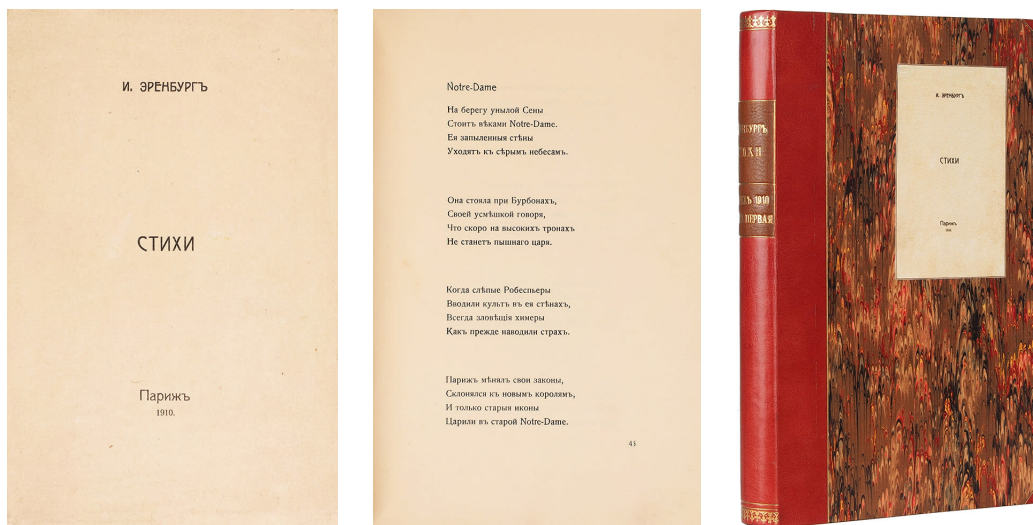 И. ЭРЕНБУРГЪ
СТИХИ
Парижъ
1910.
Notre-Dame
На берегу унылой Сены
Стоитъ вѣками Notre-Dame.
Ея запыленныя стѣны
Уходятъ къ сѣрымъ небесамъ.
Она стояла при Бурбонахъ,
Своей усмѣшкой говоря,
Что скоро на высокихъ тронахъ
Не станетъ пышнаго царя.
Когда слѣпые Робеспьеры
Вводили культъ въ ея стѣнахъ,
Всегда зловѣщія химеры
Какъ прежде наводили страхъ.
Парижъ мѣнялъ свои законы,
Склонялся къ новымъ королямъ,
И только старыя иконы
Царили въ старой Notre-Dame.
43
1910
ПЕРВАЯ
И. ЭРЕНБУРГЪ
СТИХИ
Парижъ
1910.